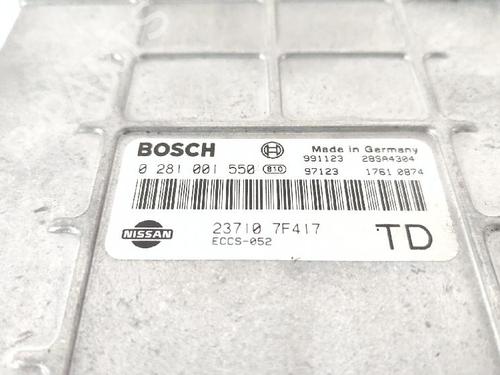 BOSCH Made in Germany
991123 28SA4304
0 281 001 550 810
97123 1761 0874
NISSAN 23710 7F417 TD
ECCS-052